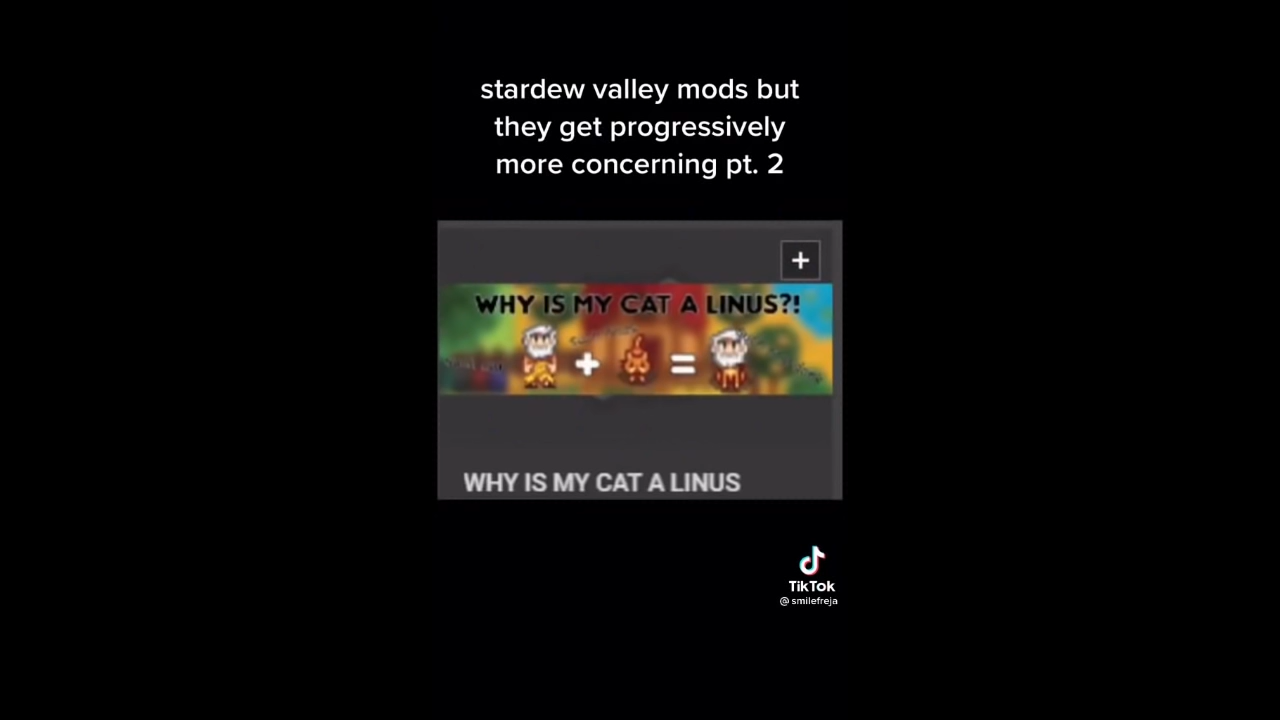 stardew valley mods but
they get progressively
more concerning pt. 2
+
WHY IS MY CAT A LINUS?!
+ =
WHY IS MY CAT A LINUS
TikTok
@smilefreja